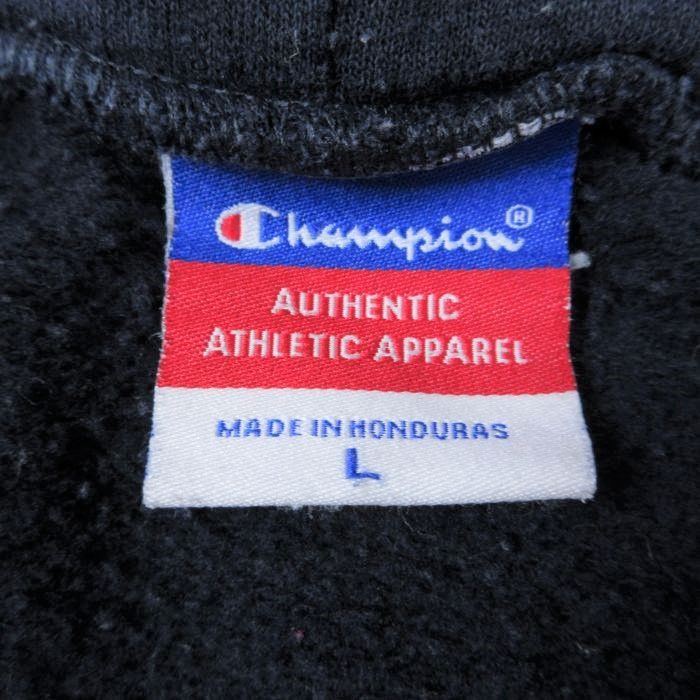 Champion®
AUTHENTIC
ATHLETIC APPAREL
MADE IN HONDURAS
L